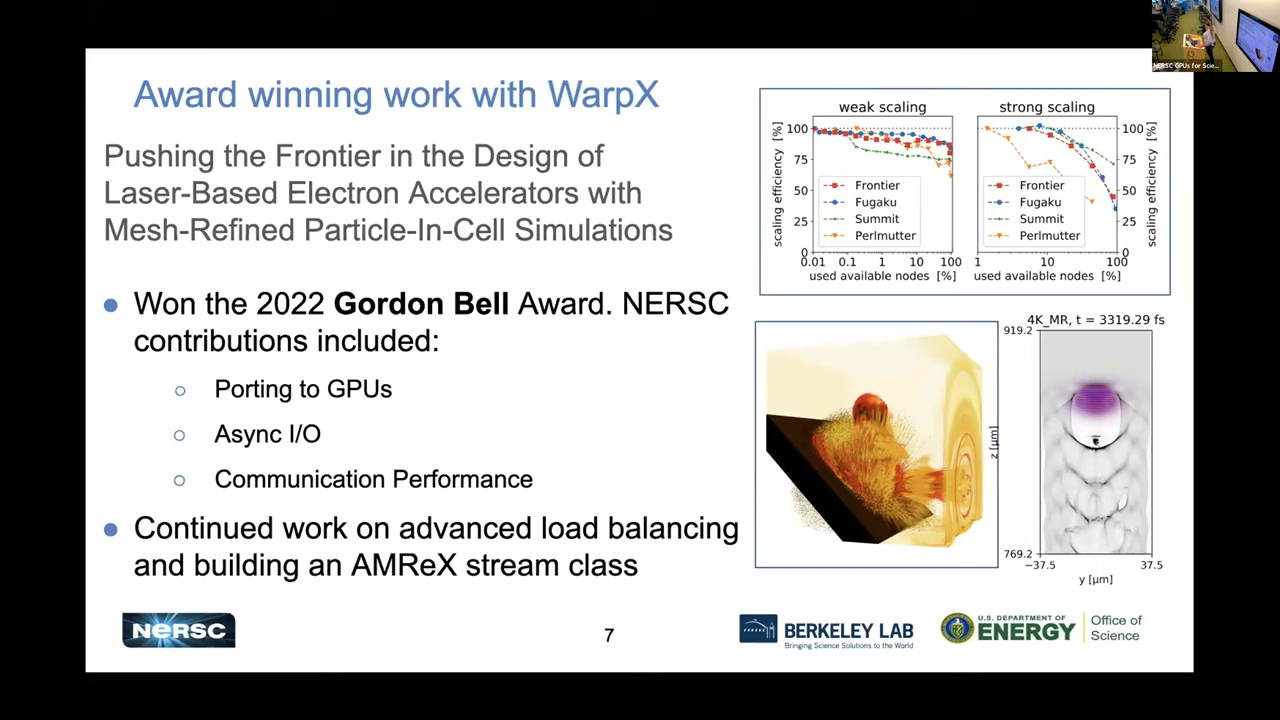 NERSC GPUs for Scie...
Award winning work with WarpX
Pushing the Frontier in the Design of
Laser-Based Electron Accelerators with
Mesh-Refined Particle-In-Cell Simulations
● Won the 2022 Gordon Bell Award. NERSC
contributions included:
○ Porting to GPUs
○ Async I/O
○ Communication Performance
● Continued work on advanced load balancing
and building an AMReX stream class
weak scaling
scaling efficiency [%]
100
75
50
25
0
Frontier
Fugaku
Summit
Perlmutter
0.01 0.1 1 10 100
used available nodes [%]
strong scaling
100
75
50
25
0
scaling efficiency [%]
Frontier
Fugaku
Summit
Perlmutter
1 10 100
used available nodes [%]
4K_MR, t = 3319.29 fs
919.2
z [µm]
769.2
−37.5 37.5
y [µm]
NERSC
7
BERKELEY LAB
Bringing Science Solutions to the World
U.S. DEPARTMENT OF
ENERGY
Office of
Science